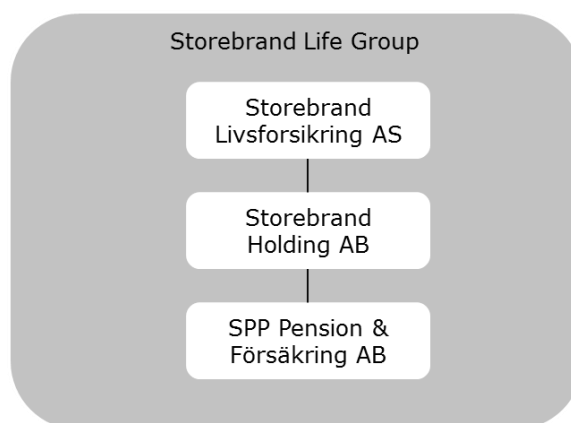 Storebrand Life Group
Storebrand
Livsforsikring AS
Storebrand
Holding AB
SPP Pension &
Försäkring AB